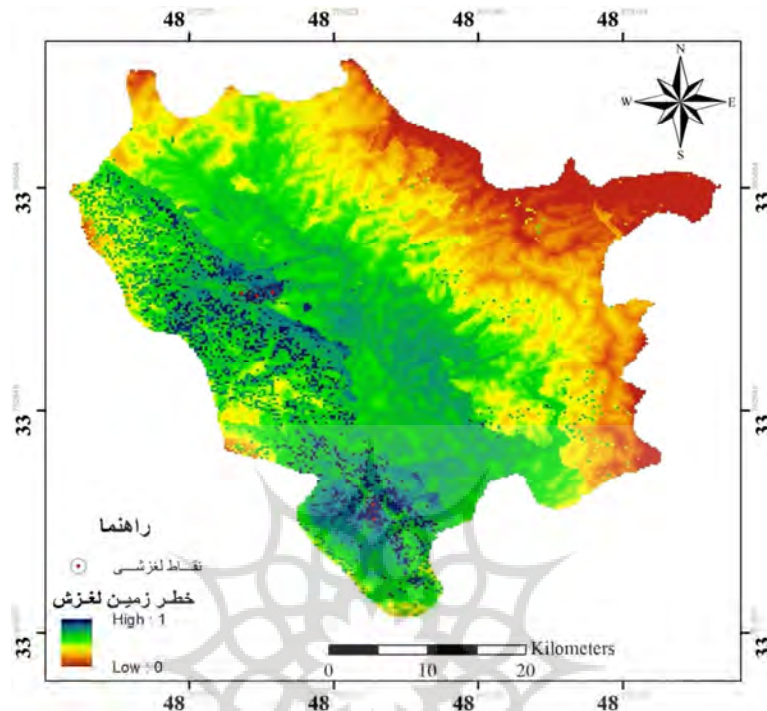 48 48 48 48
N
W E
S
33 33
33 33
33 33
راهنما
نقاط لغزشی
خطر زمین لغزش
High : 1
Low : 0
Kilometers
0 10 20
48 48 48 48